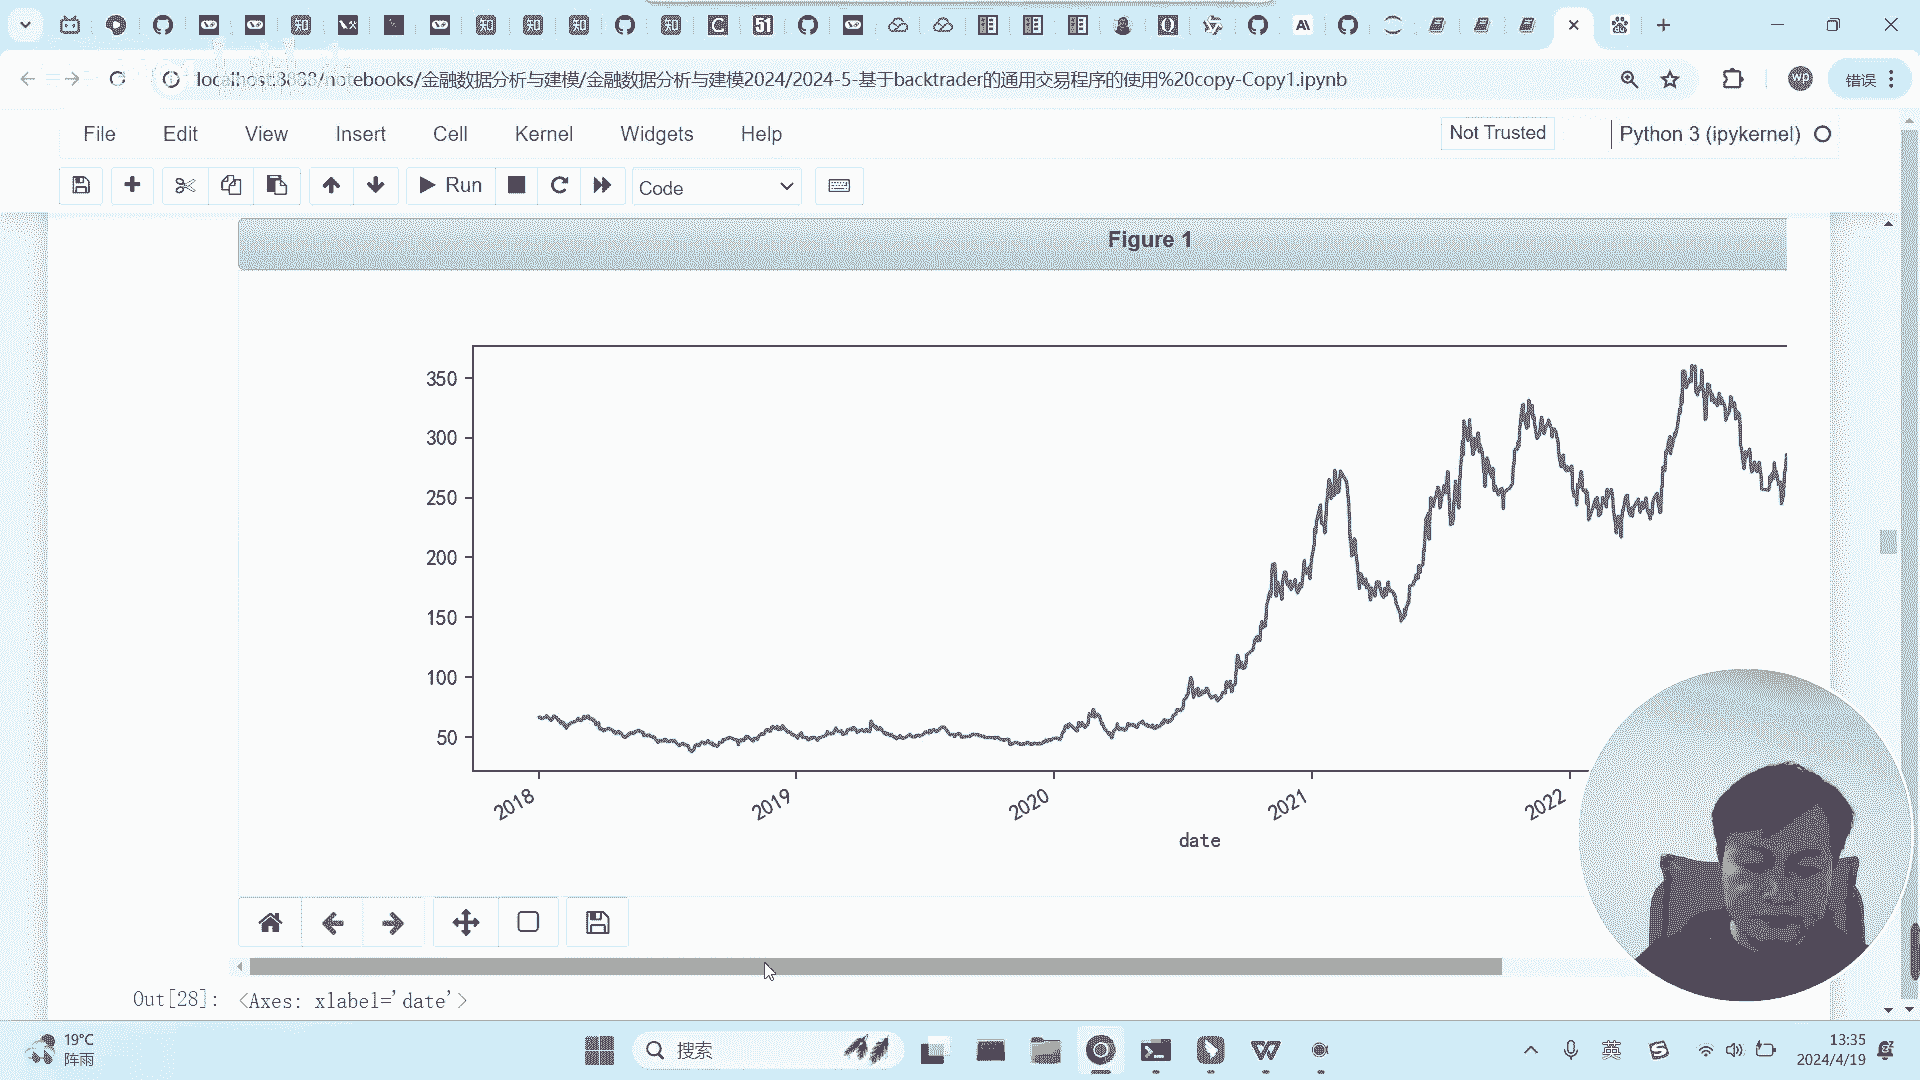 localhost:8888/notebooks/金融数据分析与建模/金融数据分析与建模2024/2024-5-基于backtrader的通用交易程序的使用%20copy-Copy1.ipynb
错误
File Edit View Insert Cell Kernel Widgets Help
Not Trusted
Python 3 (ipykernel)
Run
Code
Figure 1
350
300
250
200
150
100
50
2018 2019 2020 2021 2022
date
Out[28]: <Axes: xlabel='date'>
19°C
阵雨
搜索
英
13:35
2024/4/19